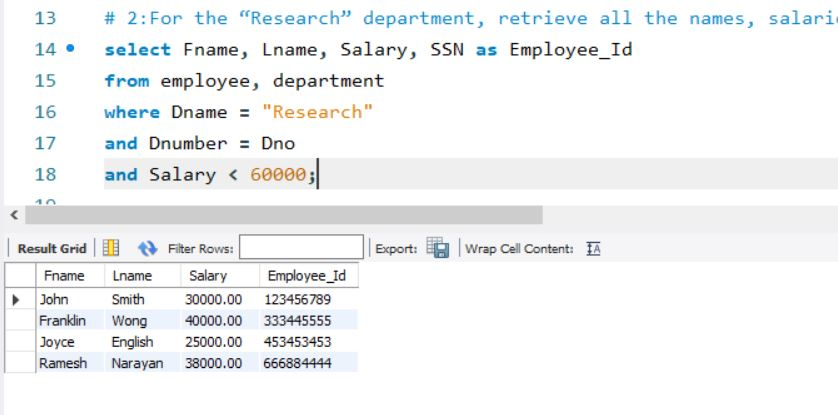 13 # 2:For the “Research” department, retrieve all the names, salari
14 select Fname, Lname, Salary, SSN as Employee_Id
15 from employee, department
16 where Dname = "Research"
17 and Dnumber = Dno
18 and Salary < 60000;
19
Result Grid Filter Rows: Export: Wrap Cell Content:
Fname Lname Salary Employee_Id
John Smith 30000.00 123456789
Franklin Wong 40000.00 333445555
Joyce English 25000.00 453453453
Ramesh Narayan 38000.00 666884444